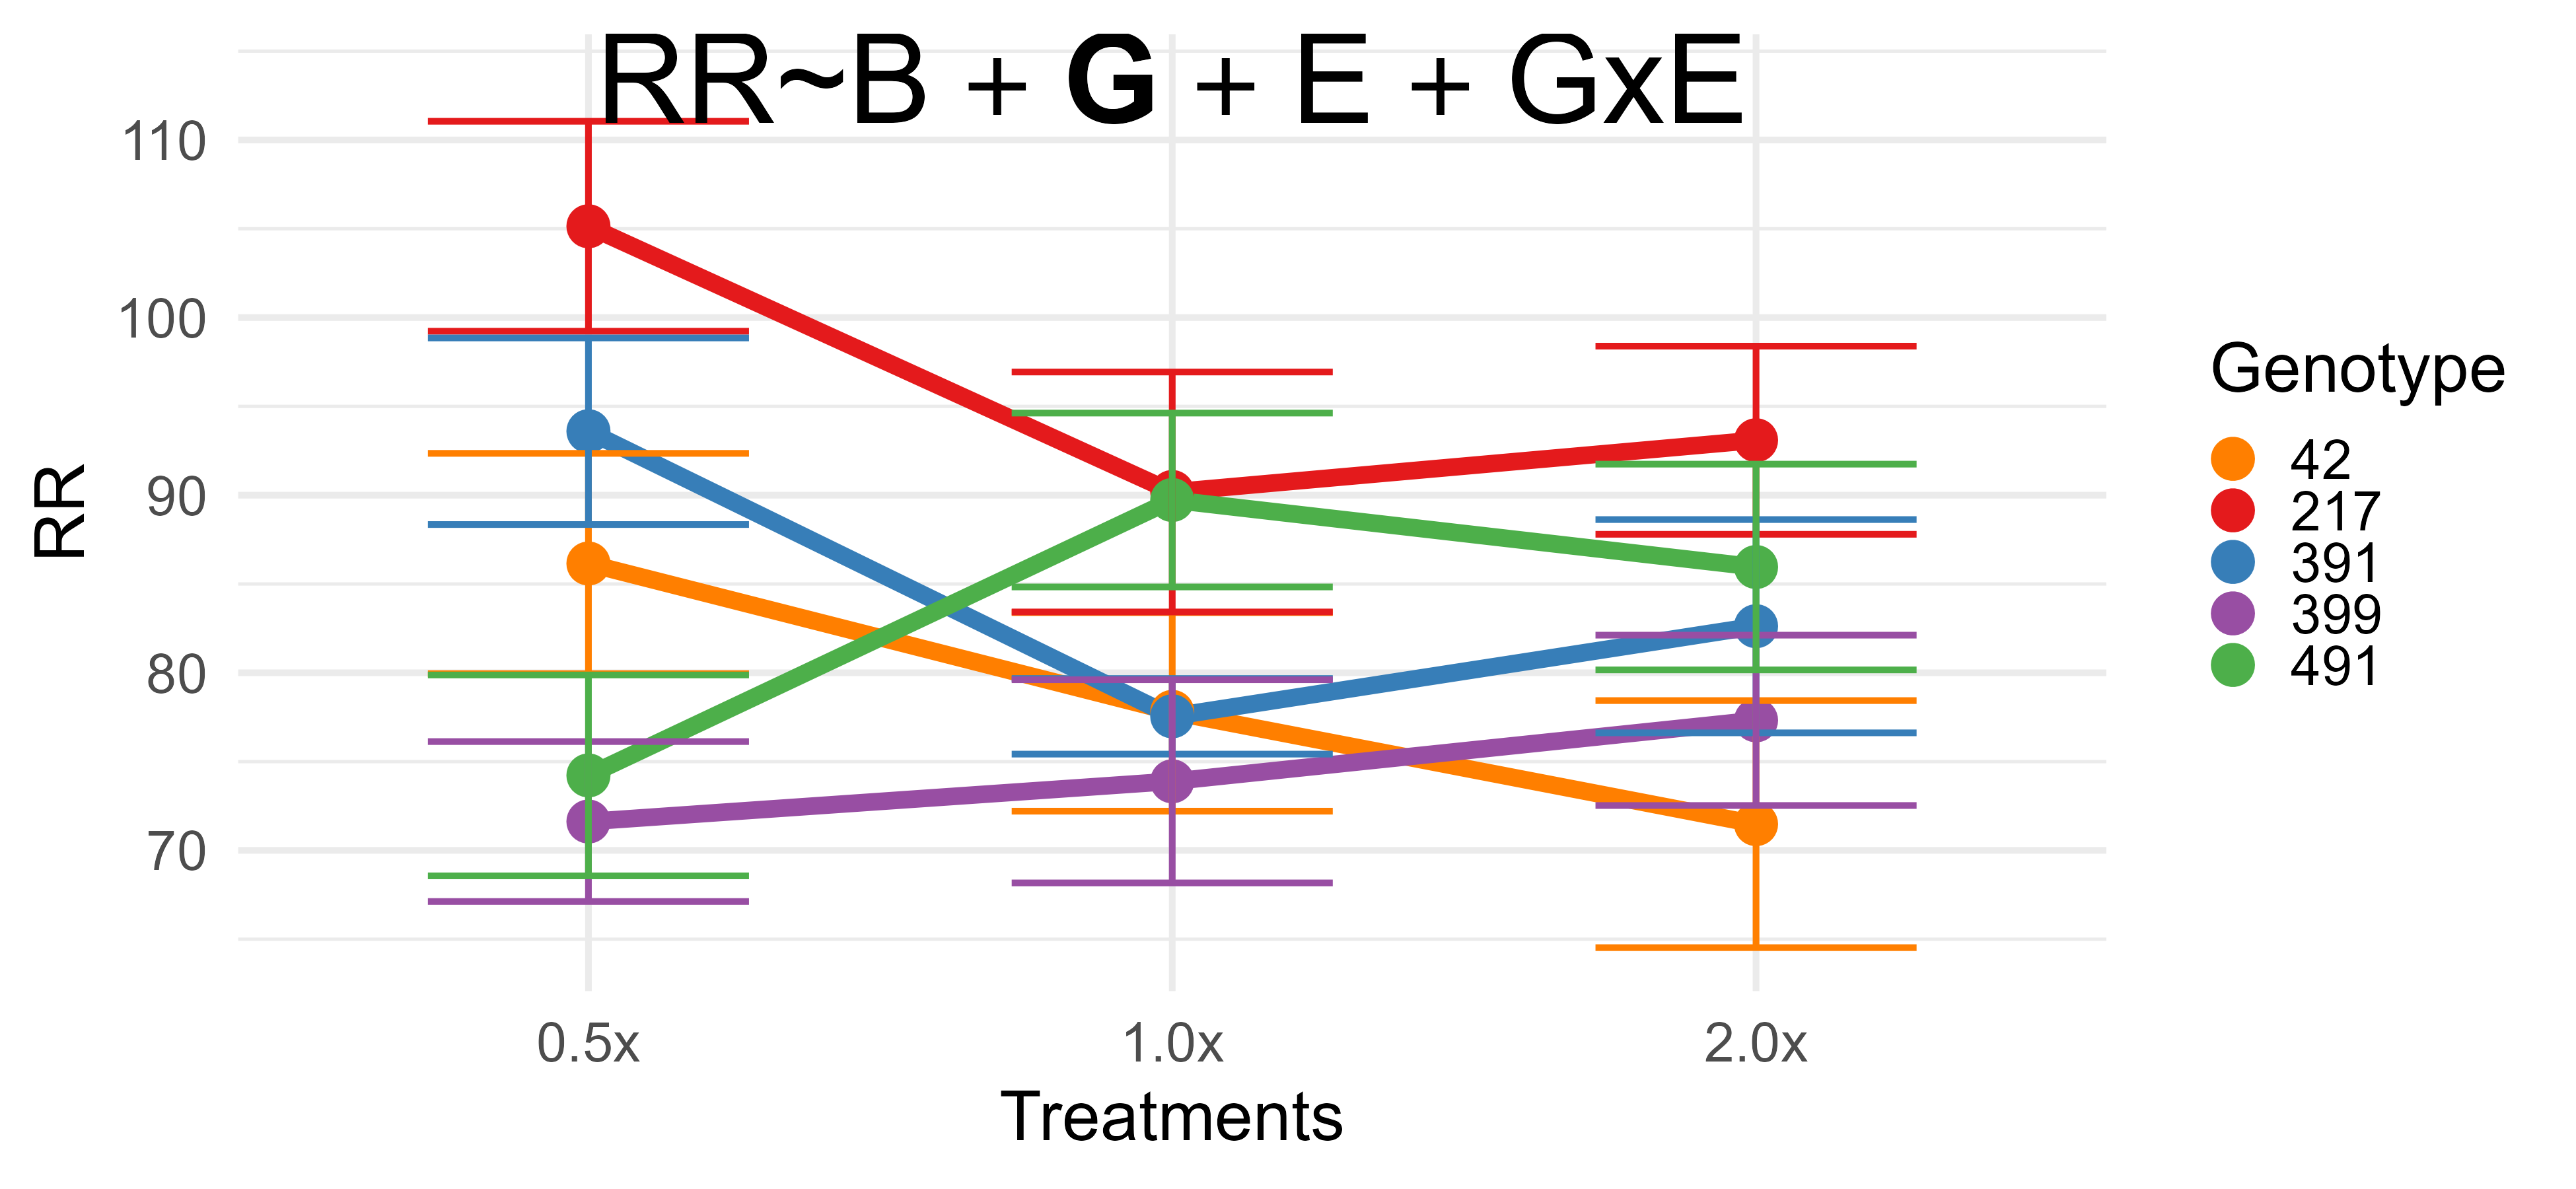 RR~B + G + E + GxE
110
100
90
80
70
RR
0.5x
1.0x
2.0x
Treatments
Genotype
42
217
391
399
491